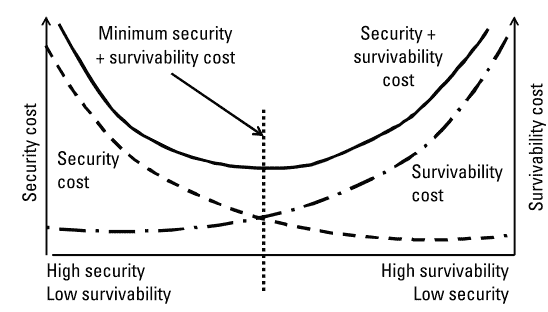 Minimum security
+ survivability cost
Security +
survivability
cost
Security cost
Security
cost
Survivability
cost
Survivability cost
High security
Low survivability
High survivability
Low security